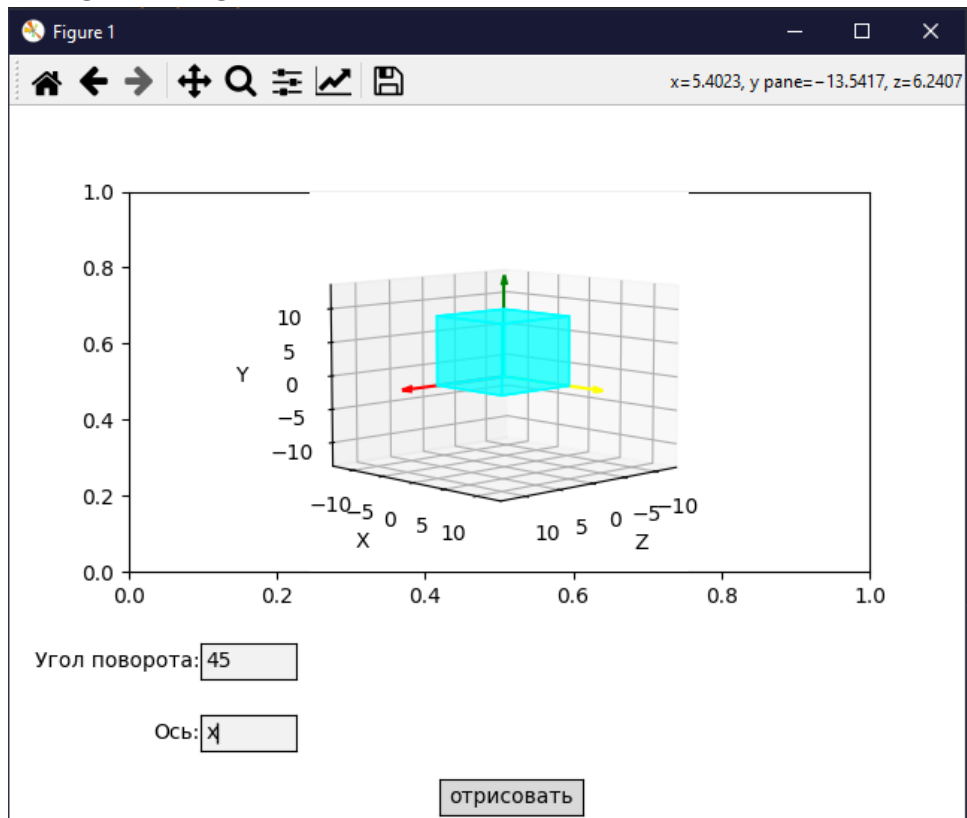 Figure 1
x=5.4023, y pane=−13.5417, z=6.2407
1.0
0.8
0.6
0.4
0.2
0.0
0.0 0.2 0.4 0.6 0.8 1.0
Y
10
5
0
−5
−10
−10 −5 0 5 10
X
10 5 0 −5 −10
Z
Угол поворота: 45
Ось: x
отрисовать